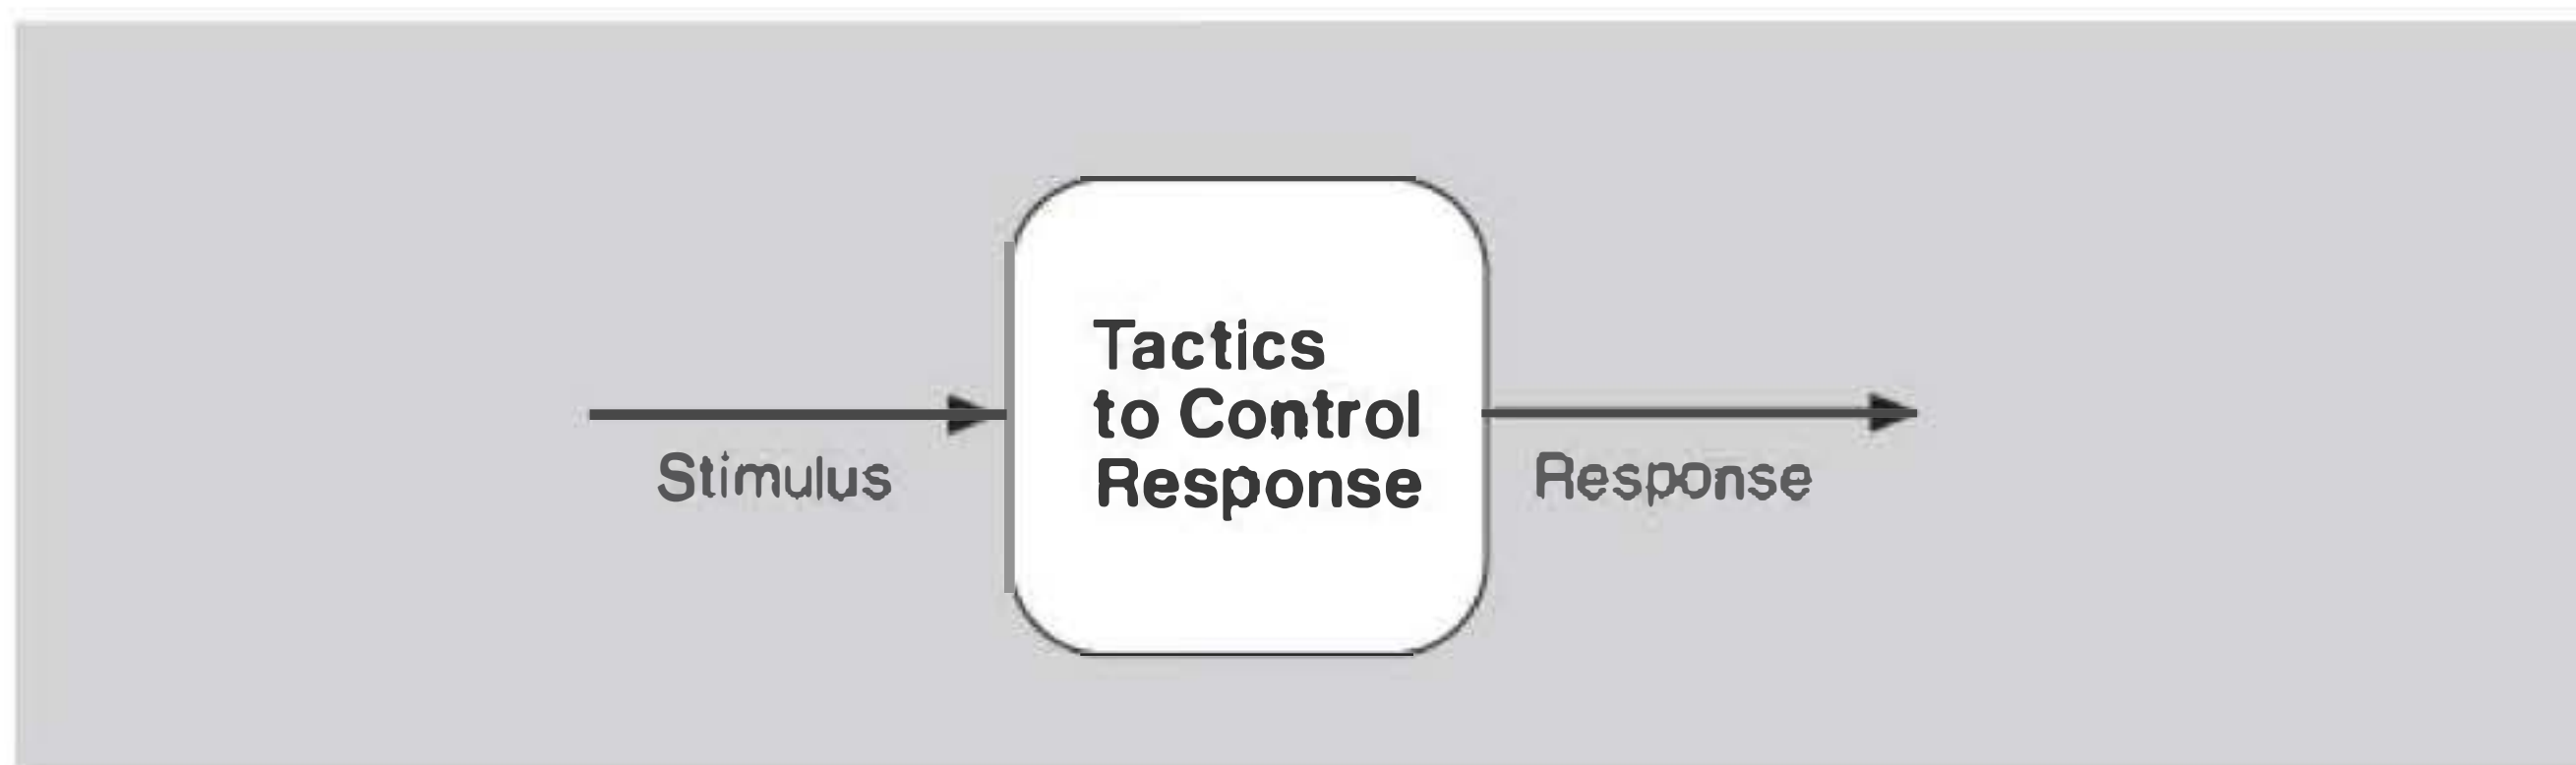 Tactics
to Control
Response
Stimulus
Response